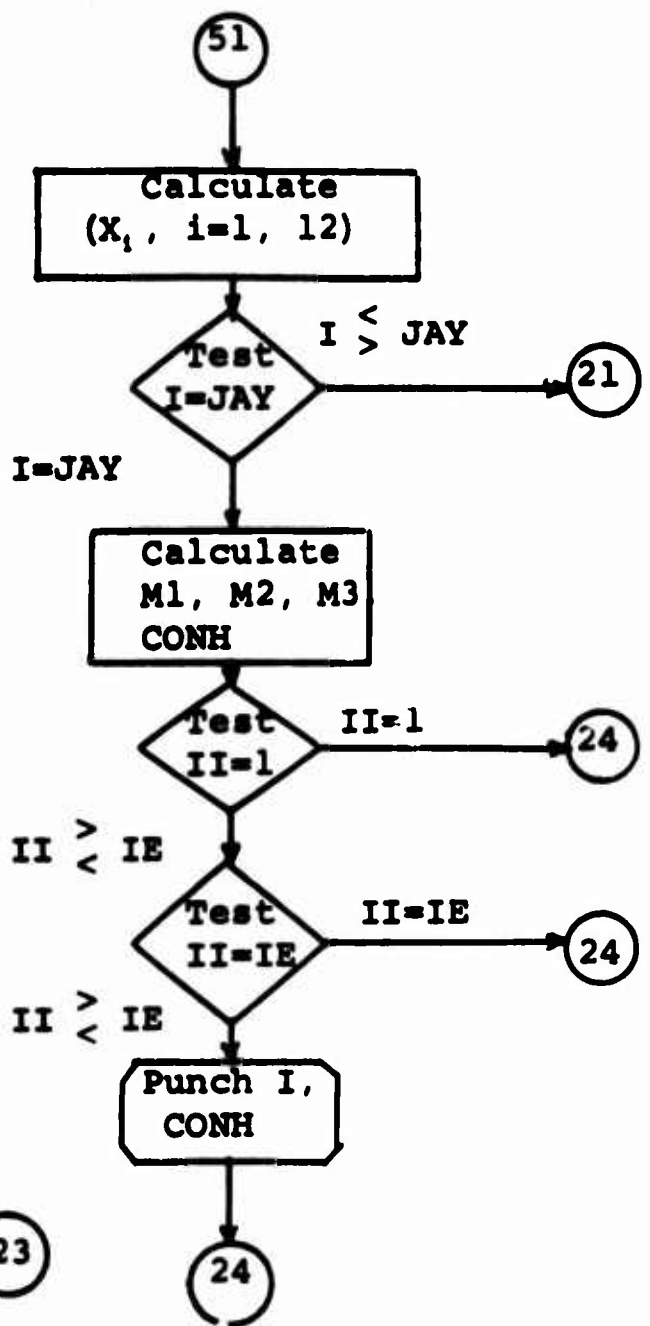 51
Calculate
(Xi, i=1, 12)
Test
I=JAY
I < > JAY
21
I=JAY
Calculate
M1, M2, M3
CONH
Test
II=1
II=1
24
II > < IE
Test
II=IE
II=IE
24
II > < IE
Punch I,
CONH
23
24